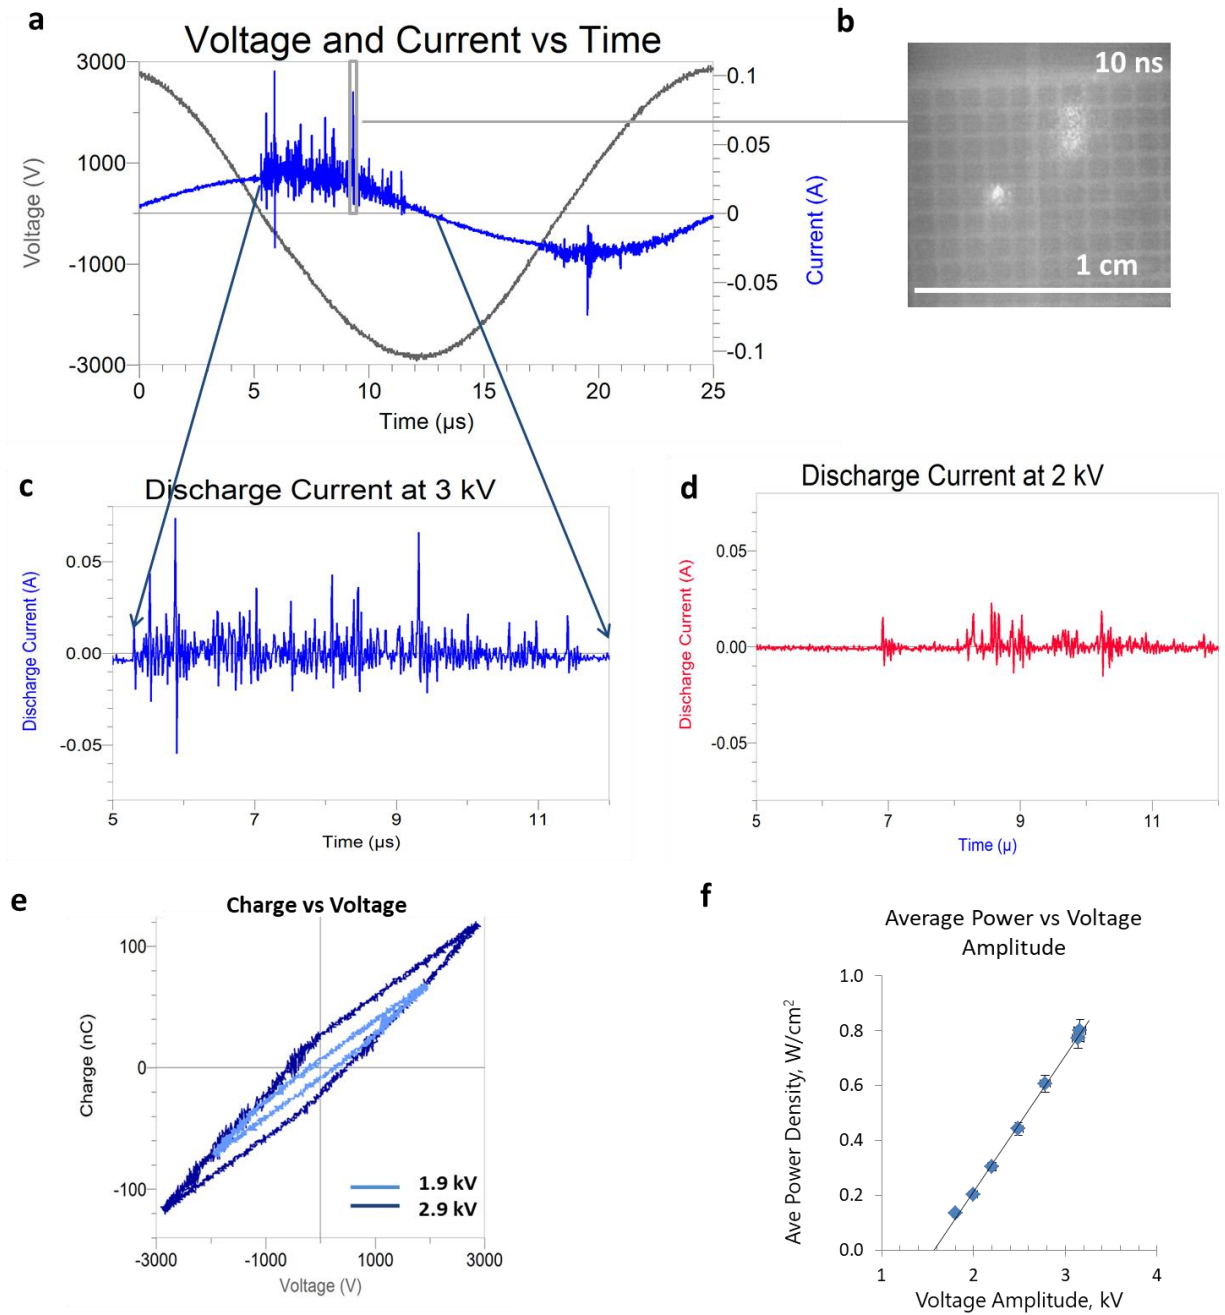 a
Voltage and Current vs Time
3000
1000
-1000
-3000
Voltage (V)
0.1
0.05
0
-0.05
-0.1
Current (A)
0 5 10 15 20 25
Time (µs)
b
10 ns
1 cm
c
Discharge Current at 3 kV
0.05
0.00
-0.05
Discharge Current (A)
5 7 9 11
Time (µs)
d
Discharge Current at 2 kV
0.05
0.00
-0.05
Discharge Current (A)
5 7 9 11
Time (µ)
e
Charge vs Voltage
100
0
-100
Charge (nC)
1.9 kV
2.9 kV
-3000 -1000 1000 3000
Voltage (V)
f
Average Power vs Voltage
Amplitude
1.0
0.8
0.6
0.4
0.2
0.0
Ave Power Density, W/cm²
1 2 3 4
Voltage Amplitude, kV